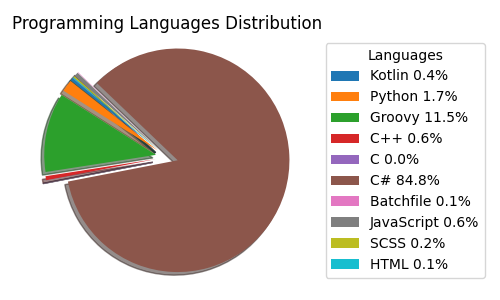 Programming Languages Distribution
Languages
Kotlin 0.4%
Python 1.7%
Groovy 11.5%
C++ 0.6%
C 0.0%
C# 84.8%
Batchfile 0.1%
JavaScript 0.6%
SCSS 0.2%
HTML 0.1%